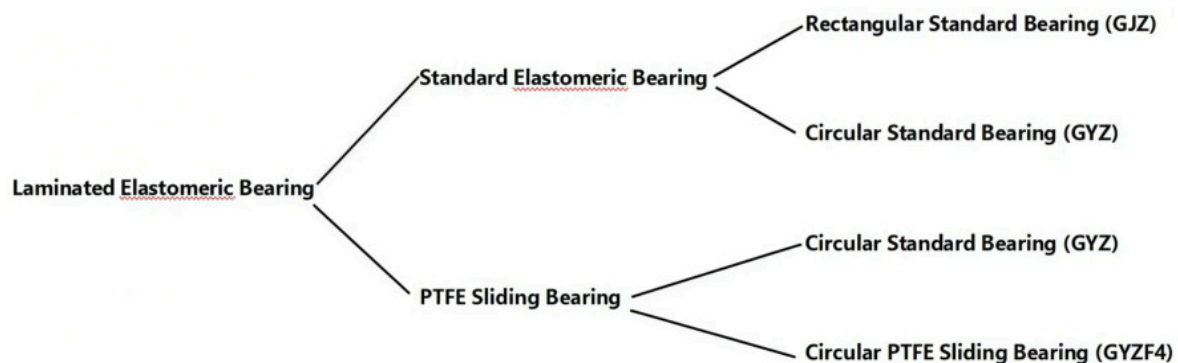 Rectangular Standard Bearing (GJZ)
Standard Elastomeric Bearing
Circular Standard Bearing (GYZ)
Laminated Elastomeric Bearing
Circular Standard Bearing (GYZ)
PTFE Sliding Bearing
Circular PTFE Sliding Bearing (GYZF4)